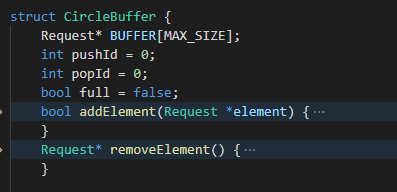 struct CircleBuffer {
    Request* BUFFER[MAX_SIZE];
    int pushId = 0;
    int popId = 0;
    bool full = false;
    bool addElement(Request *element) {…
    }
    Request* removeElement() {…
    }